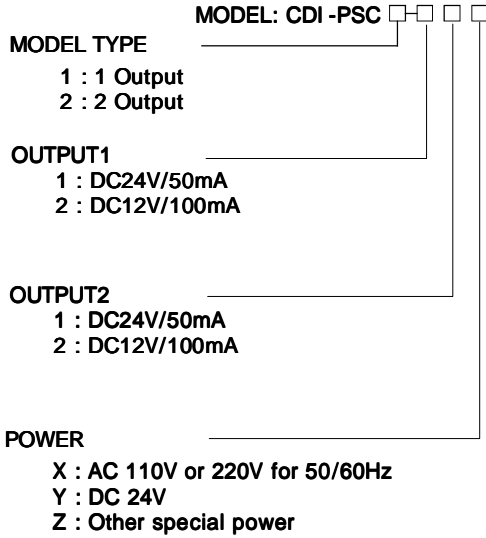 MODEL: CDI -PSC □-□ □ □
MODEL TYPE
1 : 1 Output
2 : 2 Output
OUTPUT1
1 : DC24V/50mA
2 : DC12V/100mA
OUTPUT2
1 : DC24V/50mA
2 : DC12V/100mA
POWER
X : AC 110V or 220V for 50/60Hz
Y : DC 24V
Z : Other special power